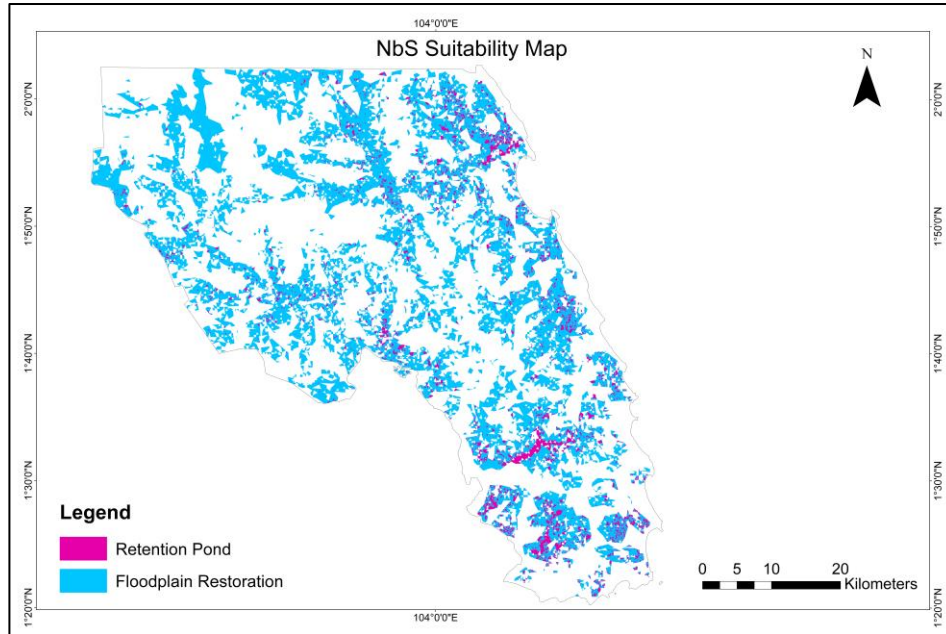 104°0'0"E
NbS Suitability Map
N
2°0'0"N
2°0'0"N
1°50'0"N
1°50'0"N
1°40'0"N
1°40'0"N
1°30'0"N
1°30'0"N
Legend
Retention Pond
Floodplain Restoration
0 5 10 20
Kilometers
1°20'0"N
1°20'0"N
104°0'0"E